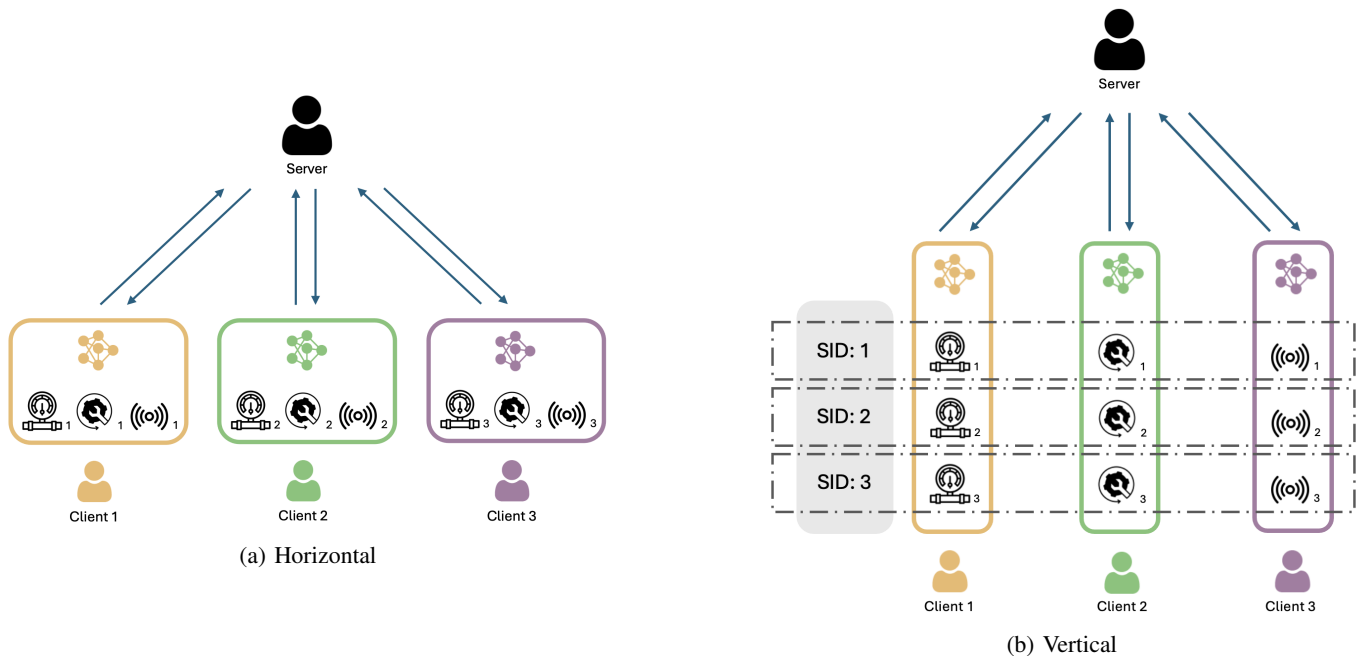 Server
1 1 1
2 2 2
3 3 3
Client 1
Client 2
Client 3
(a) Horizontal
Server
SID: 1
1 1 1
SID: 2
2 2 2
SID: 3
3 3 3
Client 1
Client 2
Client 3
(b) Vertical